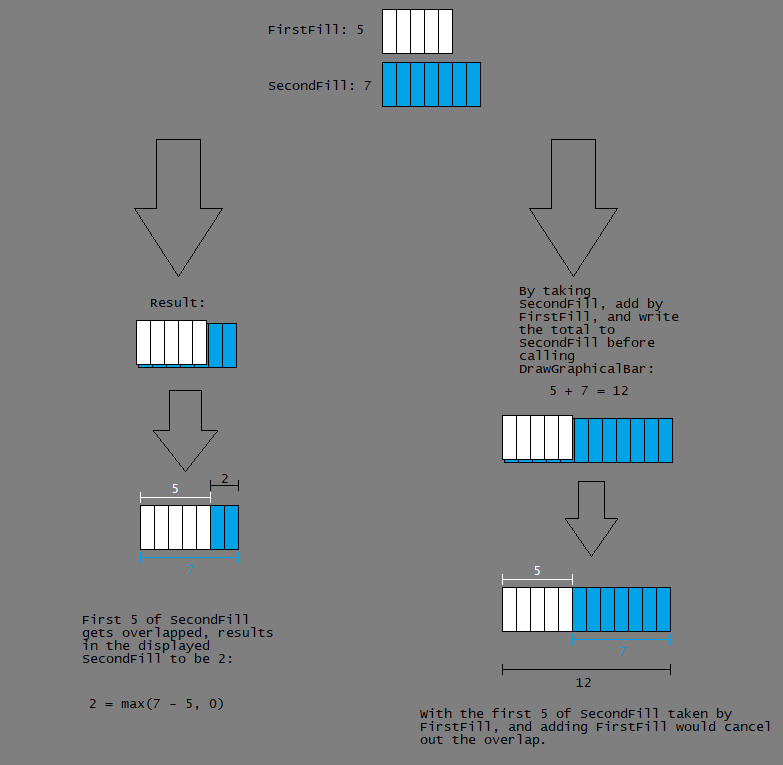 FirstFill: 5
SecondFill: 7
Result:
5
2
7
First 5 of SecondFill
gets overlapped, results
in the displayed
SecondFill to be 2:
2 = max(7 - 5, 0)
By taking
SecondFill, add by
FirstFill, and write
the total to
SecondFill before
calling
DrawGraphicalBar:
5 + 7 = 12
5
7
12
With the first 5 of SecondFill taken by
FirstFill, and adding FirstFill would cancel
out the overlap.